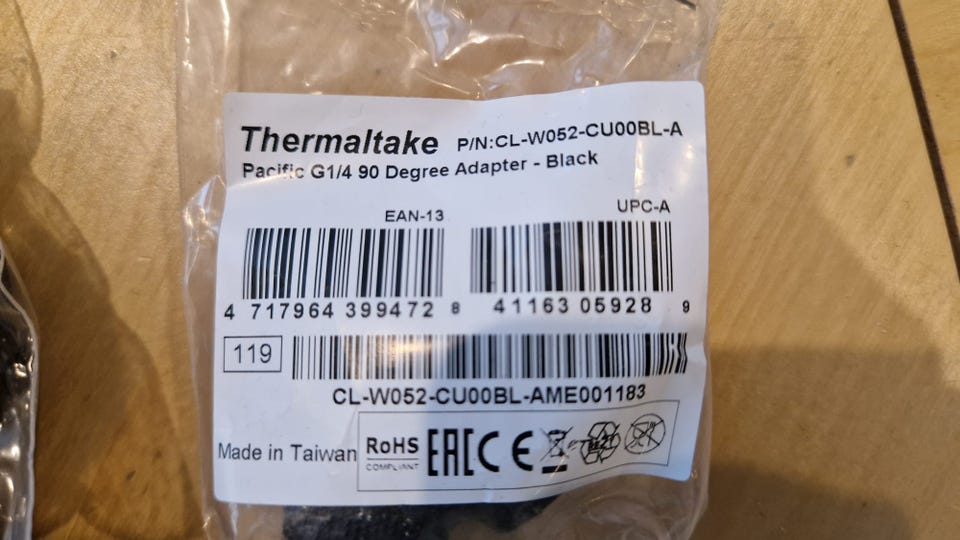 Thermaltake P/N:CL-W052-CU00BL-A
Pacific G1/4 90 Degree Adapter - Black
EAN-13 UPC-A
4 717964 399472 8 41163 05928 9
119
CL-W052-CU00BL-AME001183
Made in Taiwan RoHS EAC CE
COMPLIANT